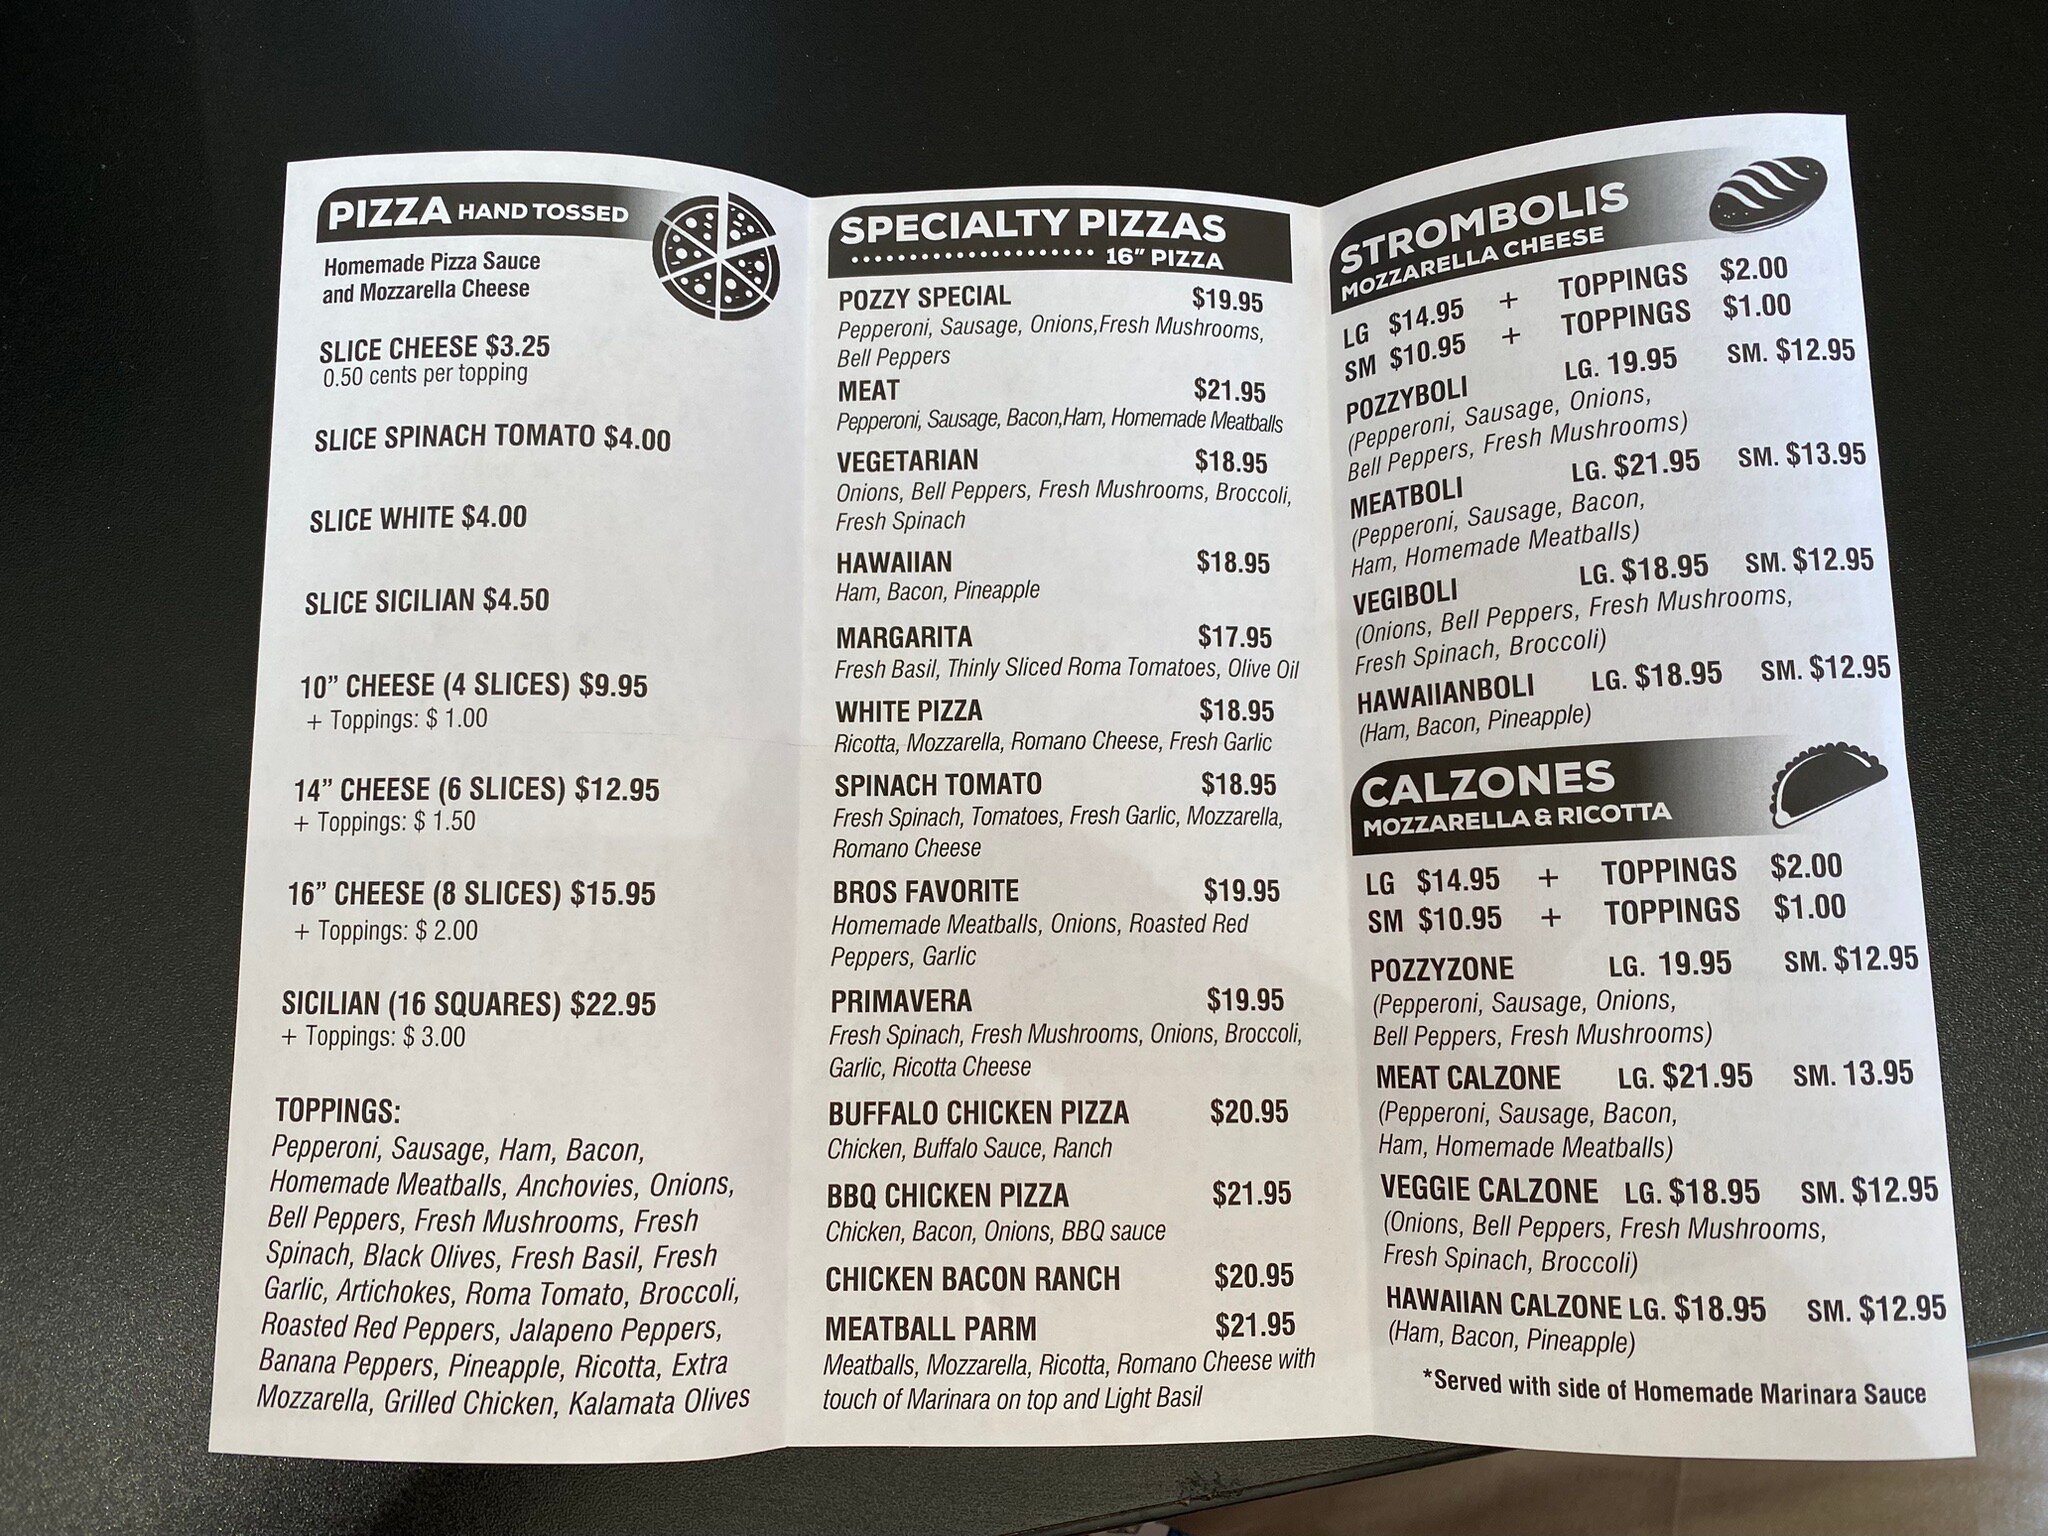 PIZZA HAND TOSSED
Homemade Pizza Sauce
and Mozzarella Cheese
SLICE CHEESE $3.25
0.50 cents per topping
SLICE SPINACH TOMATO $4.00
SLICE WHITE $4.00
SLICE SICILIAN $4.50
10” CHEESE (4 SLICES) $9.95
+ Toppings: $ 1.00
14” CHEESE (6 SLICES) $12.95
+ Toppings: $ 1.50
16” CHEESE (8 SLICES) $15.95
+ Toppings: $ 2.00
SICILIAN (16 SQUARES) $22.95
+ Toppings: $ 3.00
TOPPINGS:
Pepperoni, Sausage, Ham, Bacon,
Homemade Meatballs, Anchovies, Onions,
Bell Peppers, Fresh Mushrooms, Fresh
Spinach, Black Olives, Fresh Basil, Fresh
Garlic, Artichokes, Roma Tomato, Broccoli,
Roasted Red Peppers, Jalapeno Peppers,
Banana Peppers, Pineapple, Ricotta, Extra
Mozzarella, Grilled Chicken, Kalamata Olives
SPECIALTY PIZZAS
16” PIZZA
POZZY SPECIAL $19.95
Pepperoni, Sausage, Onions,Fresh Mushrooms,
Bell Peppers
MEAT $21.95
Pepperoni, Sausage, Bacon,Ham, Homemade Meatballs
VEGETARIAN $18.95
Onions, Bell Peppers, Fresh Mushrooms, Broccoli,
Fresh Spinach
HAWAIIAN $18.95
Ham, Bacon, Pineapple
MARGARITA $17.95
Fresh Basil, Thinly Sliced Roma Tomatoes, Olive Oil
WHITE PIZZA $18.95
Ricotta, Mozzarella, Romano Cheese, Fresh Garlic
SPINACH TOMATO $18.95
Fresh Spinach, Tomatoes, Fresh Garlic, Mozzarella,
Romano Cheese
BROS FAVORITE $19.95
Homemade Meatballs, Onions, Roasted Red
Peppers, Garlic
PRIMAVERA $19.95
Fresh Spinach, Fresh Mushrooms, Onions, Broccoli,
Garlic, Ricotta Cheese
BUFFALO CHICKEN PIZZA $20.95
Chicken, Buffalo Sauce, Ranch
BBQ CHICKEN PIZZA $21.95
Chicken, Bacon, Onions, BBQ sauce
CHICKEN BACON RANCH $20.95
MEATBALL PARM $21.95
Meatballs, Mozzarella, Ricotta, Romano Cheese with
touch of Marinara on top and Light Basil
STROMBOLIS
MOZZARELLA CHEESE
LG $14.95 + TOPPINGS $2.00
SM $10.95 + TOPPINGS $1.00
POZZYBOLI LG. 19.95 SM. $12.95
(Pepperoni, Sausage, Onions,
Bell Peppers, Fresh Mushrooms)
MEATBOLI LG. $21.95 SM. $13.95
(Pepperoni, Sausage, Bacon,
Ham, Homemade Meatballs)
VEGIBOLI LG. $18.95 SM. $12.95
(Onions, Bell Peppers, Fresh Mushrooms,
Fresh Spinach, Broccoli)
HAWAIIANBOLI LG. $18.95 SM. $12.95
(Ham, Bacon, Pineapple)
CALZONES
MOZZARELLA & RICOTTA
LG $14.95 + TOPPINGS $2.00
SM $10.95 + TOPPINGS $1.00
POZZYZONE LG. 19.95 SM. $12.95
(Pepperoni, Sausage, Onions,
Bell Peppers, Fresh Mushrooms)
MEAT CALZONE LG. $21.95 SM. 13.95
(Pepperoni, Sausage, Bacon,
Ham, Homemade Meatballs)
VEGGIE CALZONE LG. $18.95 SM. $12.95
(Onions, Bell Peppers, Fresh Mushrooms,
Fresh Spinach, Broccoli)
HAWAIIAN CALZONE LG. $18.95 SM. $12.95
(Ham, Bacon, Pineapple)
*Served with side of Homemade Marinara Sauce